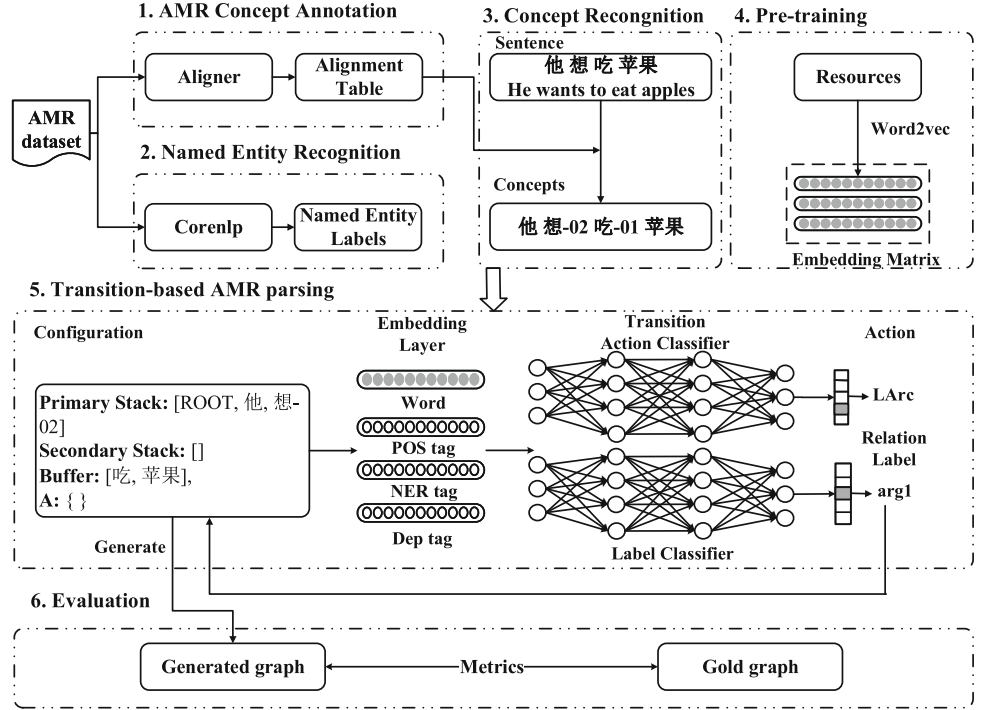 1. AMR Concept Annotation
Aligner
Alignment
Table
AMR
dataset
2. Named Entity Recognition
Corenlp
Named Entity
Labels
3. Concept Recongnition
Sentence
他 想 吃 苹果
He wants to eat apples
Concepts
他 想-02 吃-01 苹果
4. Pre-training
Resources
Word2vec
Embedding Matrix
5. Transition-based AMR parsing
Configuration
Primary Stack: [ROOT, 他, 想-
02]
Secondary Stack: []
Buffer: [吃, 苹果],
A: { }
Generate
Embedding
Layer
Word
POS tag
NER tag
Dep tag
Transition
Action Classifier
Label Classifier
Action
LArc
Relation
Label
arg1
6. Evaluation
Generated graph
Metrics
Gold graph